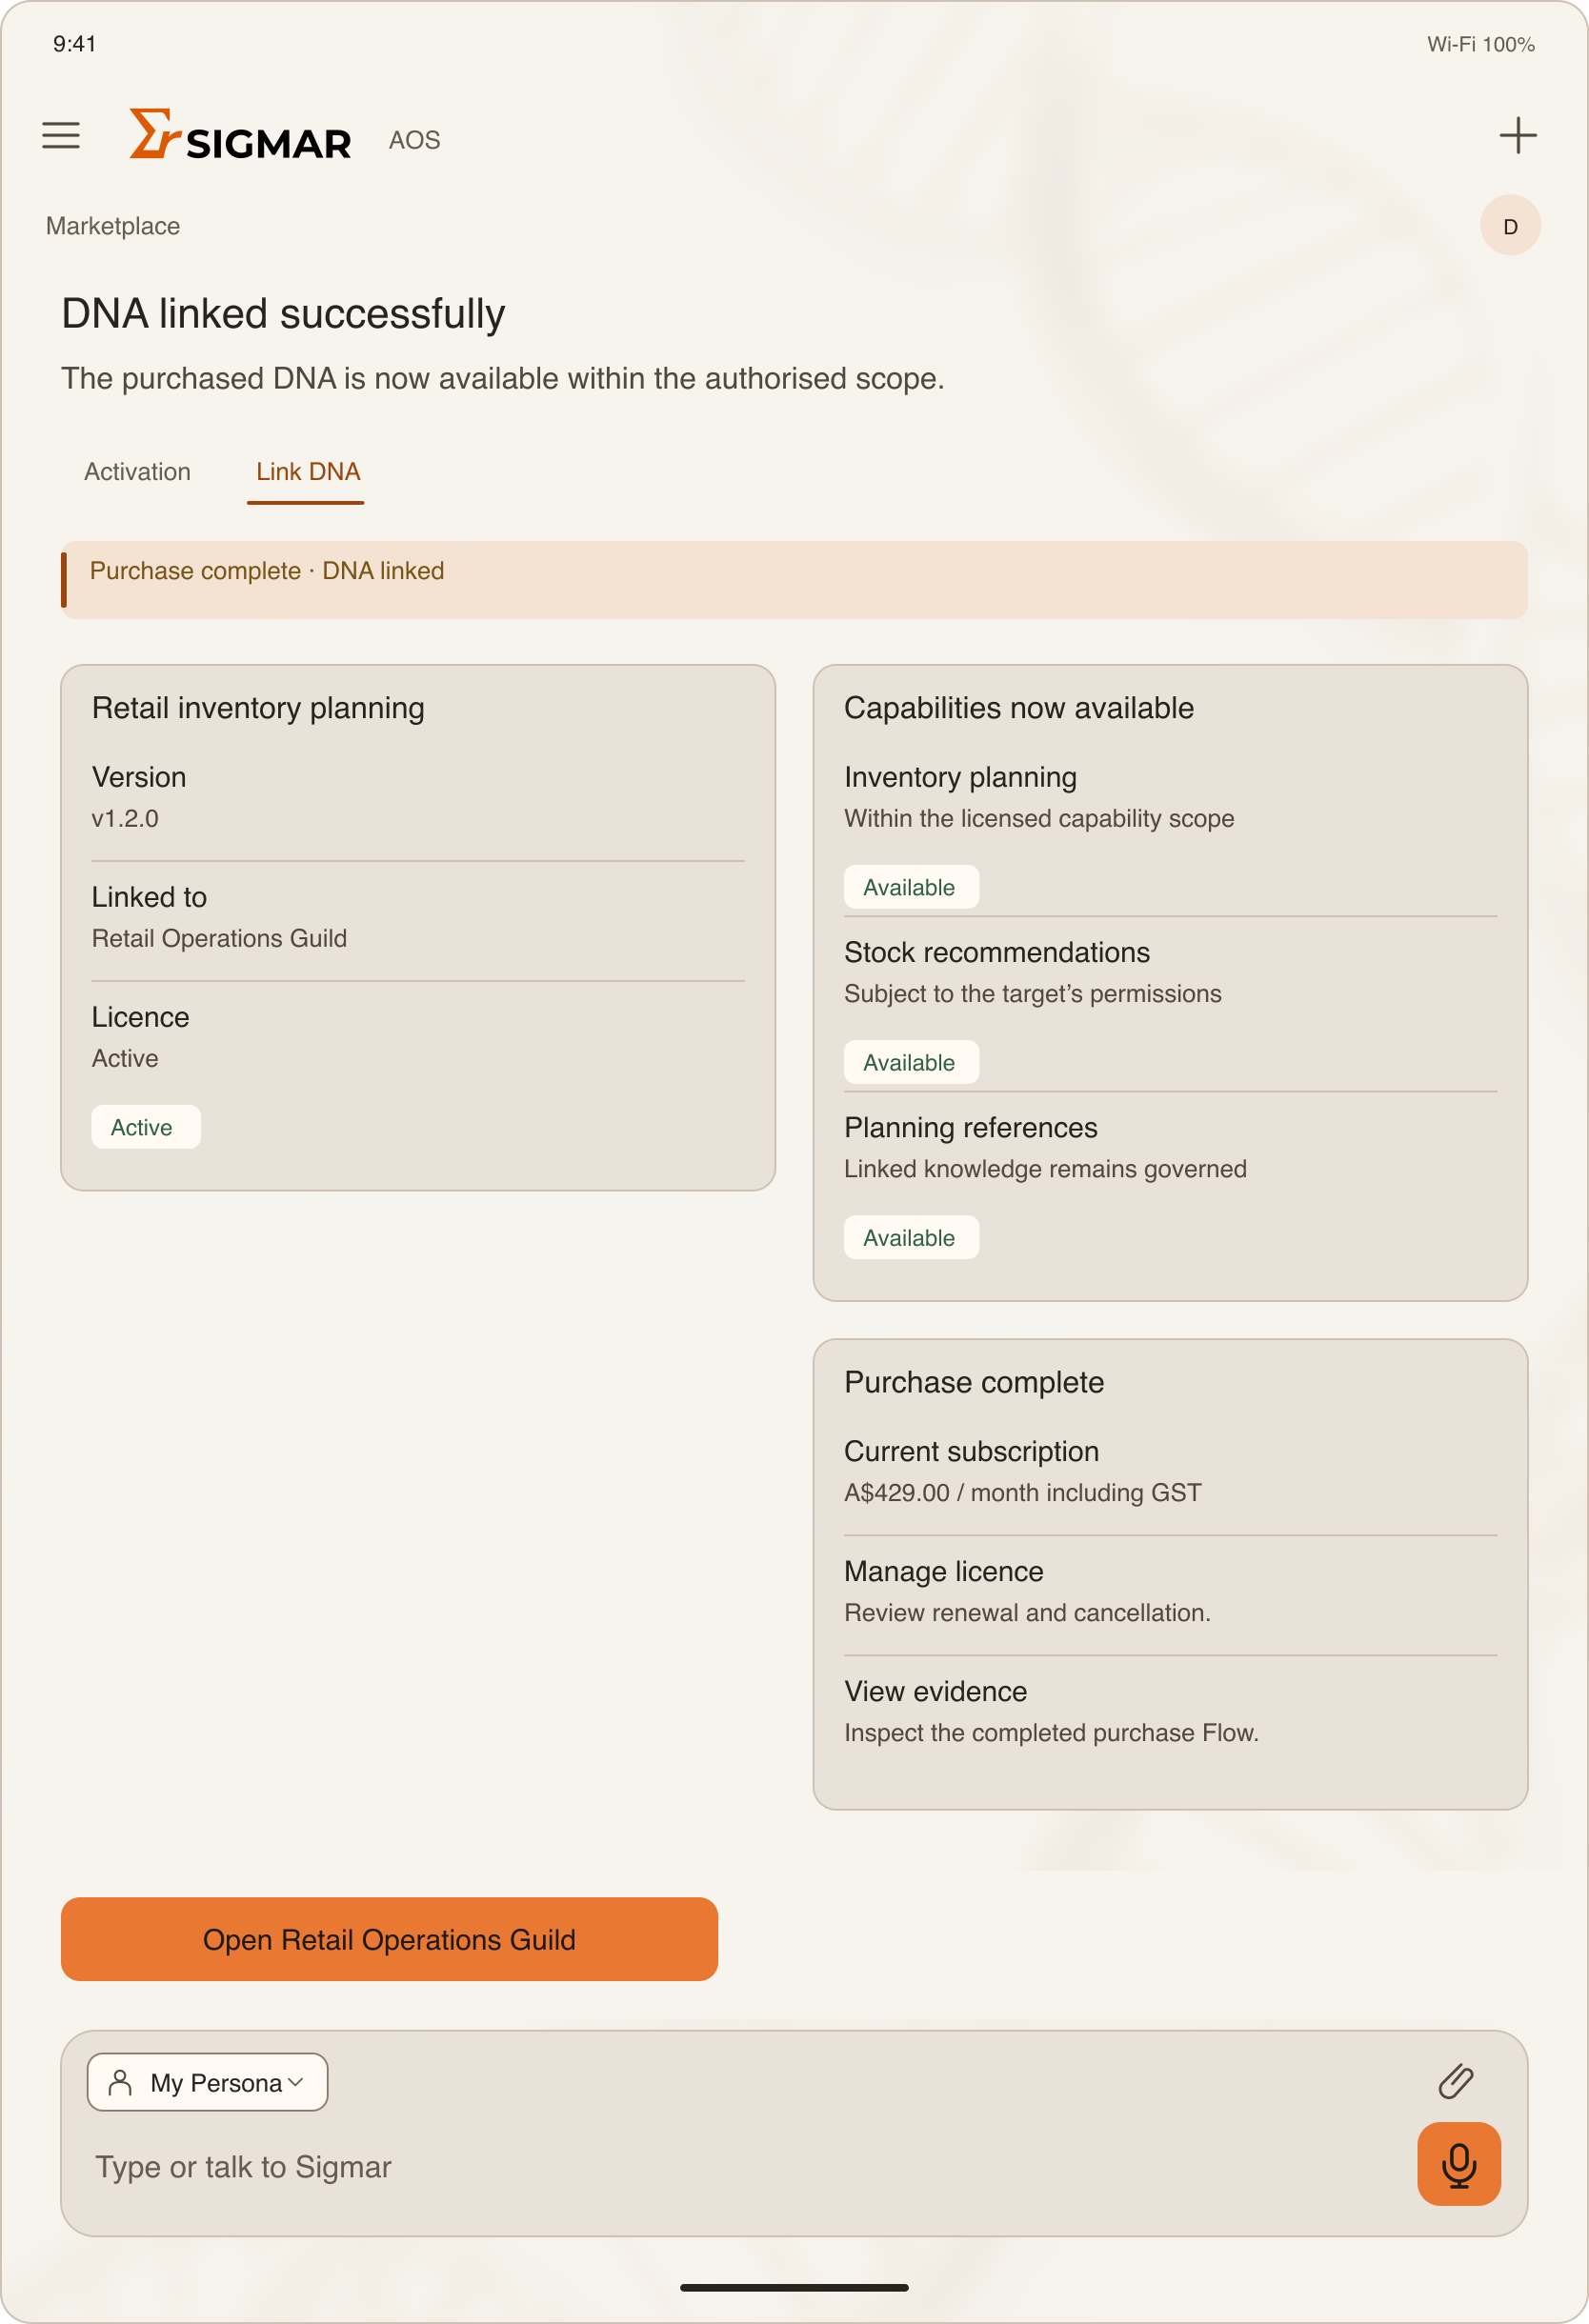 9:41
Wi-Fi 100%
Σr SIGMAR AOS
Marketplace
D
DNA linked successfully
The purchased DNA is now available within the authorised scope.
Activation
Link DNA
Purchase complete · DNA linked
Retail inventory planning
Version
v1.2.0
Linked to
Retail Operations Guild
Licence
Active
Active
Capabilities now available
Inventory planning
Within the licensed capability scope
Available
Stock recommendations
Subject to the target’s permissions
Available
Planning references
Linked knowledge remains governed
Available
Purchase complete
Current subscription
A$429.00 / month including GST
Manage licence
Review renewal and cancellation.
View evidence
Inspect the completed purchase Flow.
Open Retail Operations Guild
My Persona
Type or talk to Sigmar